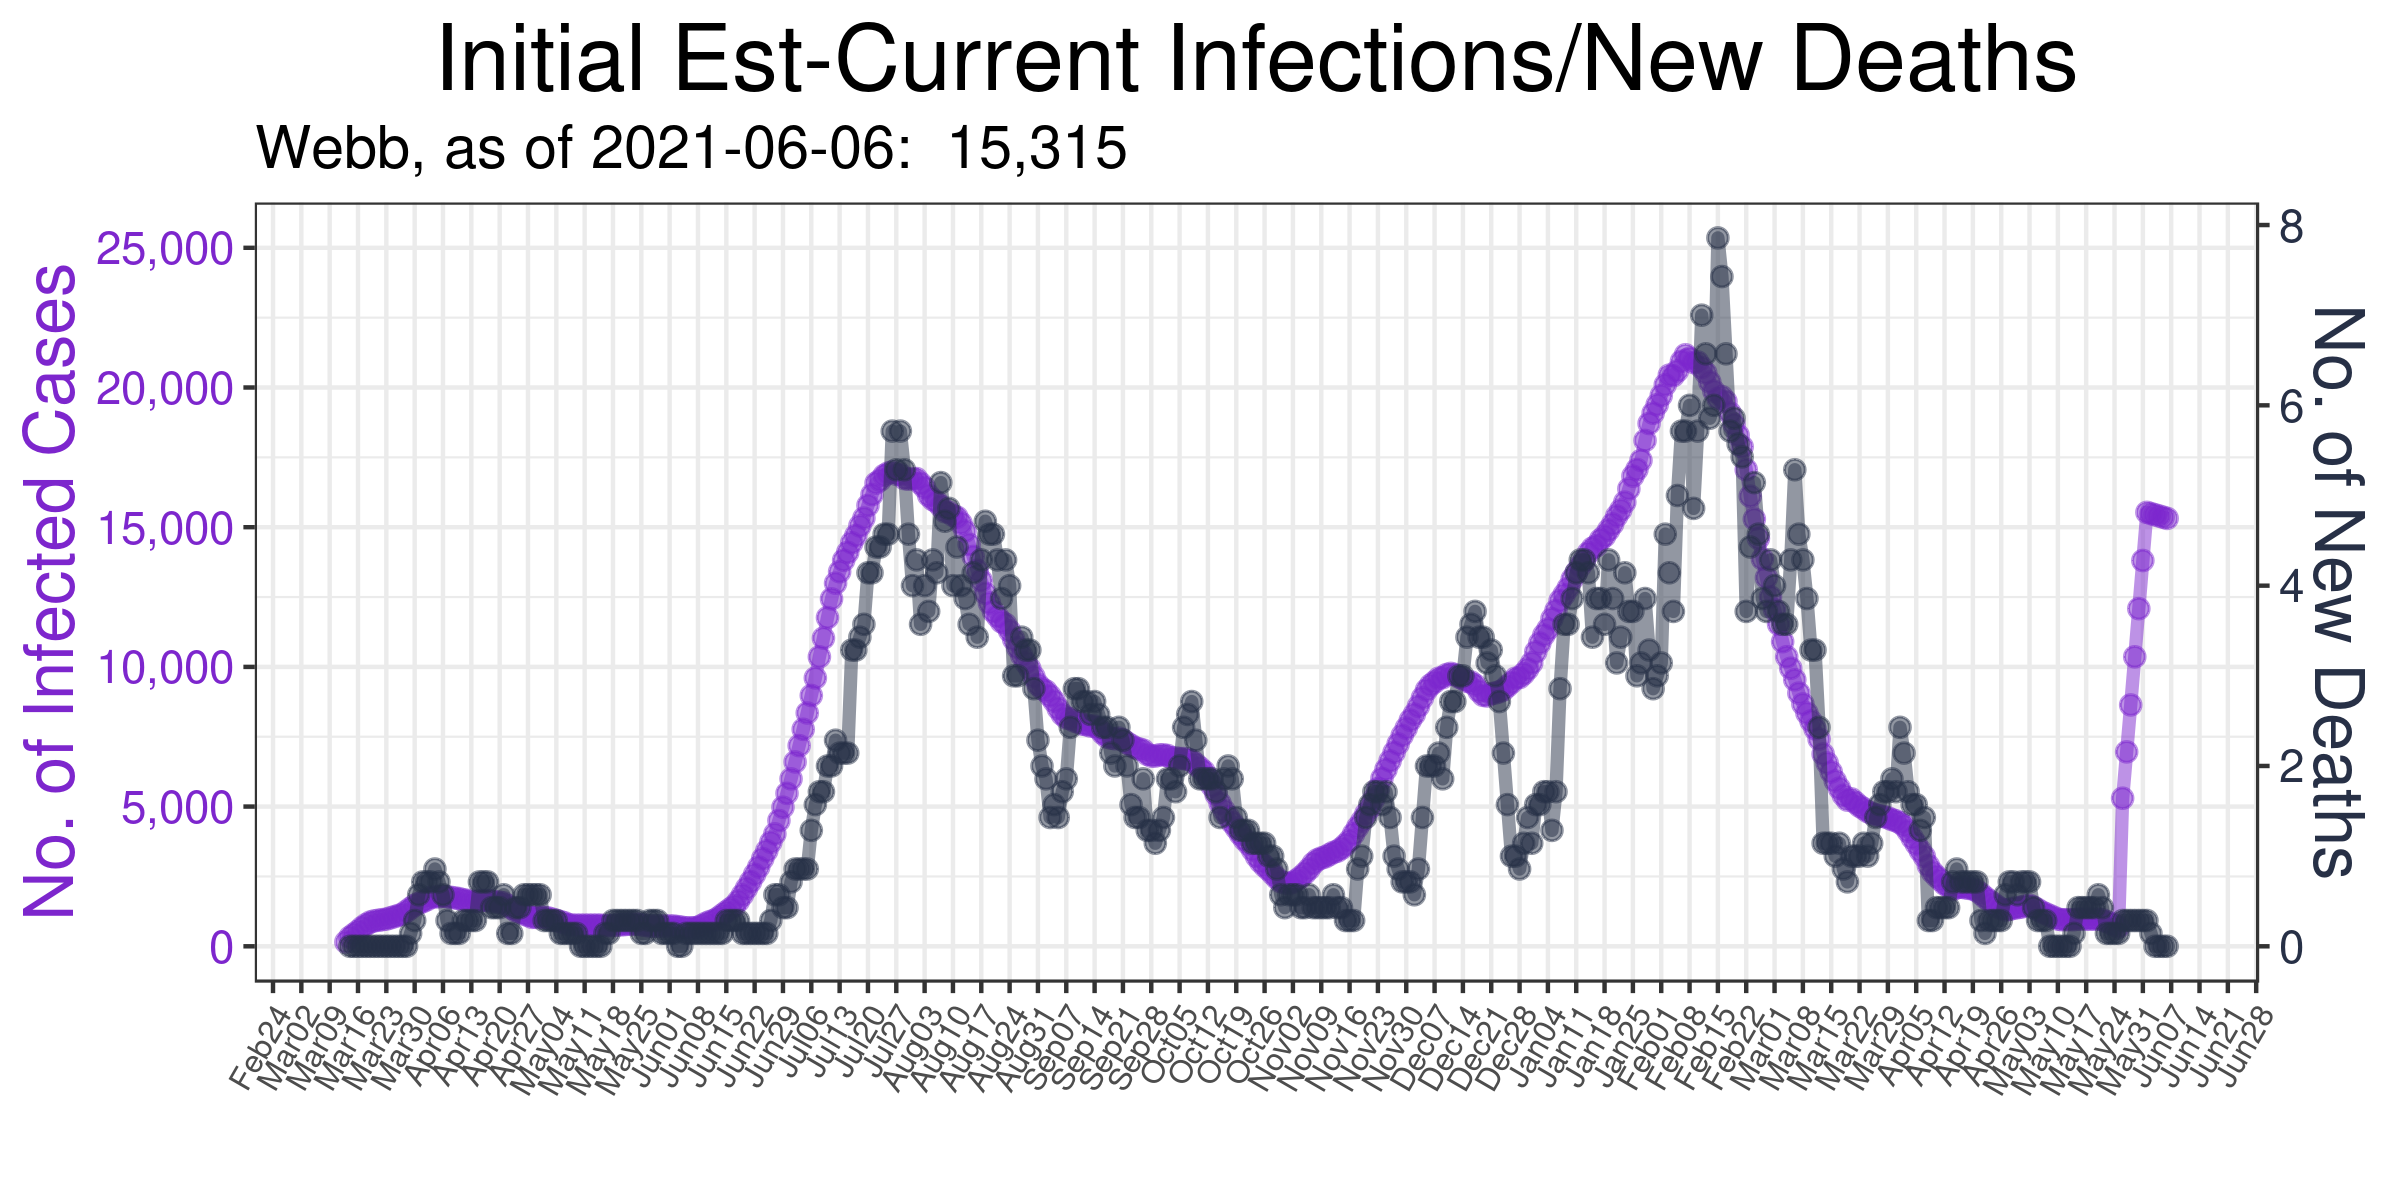 Initial Est-Current Infections/New Deaths
Webb, as of 2021-06-06:  15,315
No. of Infected Cases
25,000
20,000
15,000
10,000
5,000
0
8
6
4
2
0
No. of New Deaths
Feb24
Mar02
Mar09
Mar16
Mar23
Mar30
Apr06
Apr13
Apr20
Apr27
May04
May11
May18
May25
Jun01
Jun08
Jun15
Jun22
Jun29
Jul06
Jul13
Jul20
Jul27
Aug03
Aug10
Aug17
Aug24
Aug31
Sep07
Sep14
Sep21
Sep28
Oct05
Oct12
Oct19
Oct26
Nov02
Nov09
Nov16
Nov23
Nov30
Dec07
Dec14
Dec21
Dec28
Jan04
Jan11
Jan18
Jan25
Feb01
Feb08
Feb15
Feb22
Mar01
Mar08
Mar15
Mar22
Mar29
Apr05
Apr12
Apr19
Apr26
May03
May10
May17
May24
May31
Jun07
Jun14
Jun21
Jun28